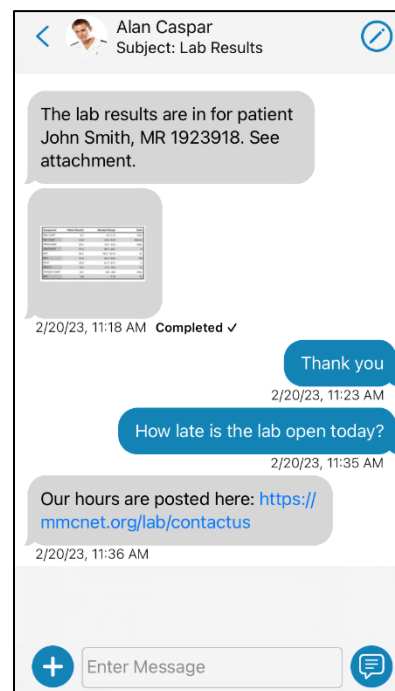 Alan Caspar
Subject: Lab Results
The lab results are in for patient
John Smith, MR 1923918. See
attachment.
2/20/23, 11:18 AM Completed ✓
Thank you
2/20/23, 11:23 AM
How late is the lab open today?
2/20/23, 11:35 AM
Our hours are posted here: https://
mmcnet.org/lab/contactus
2/20/23, 11:36 AM
Enter Message